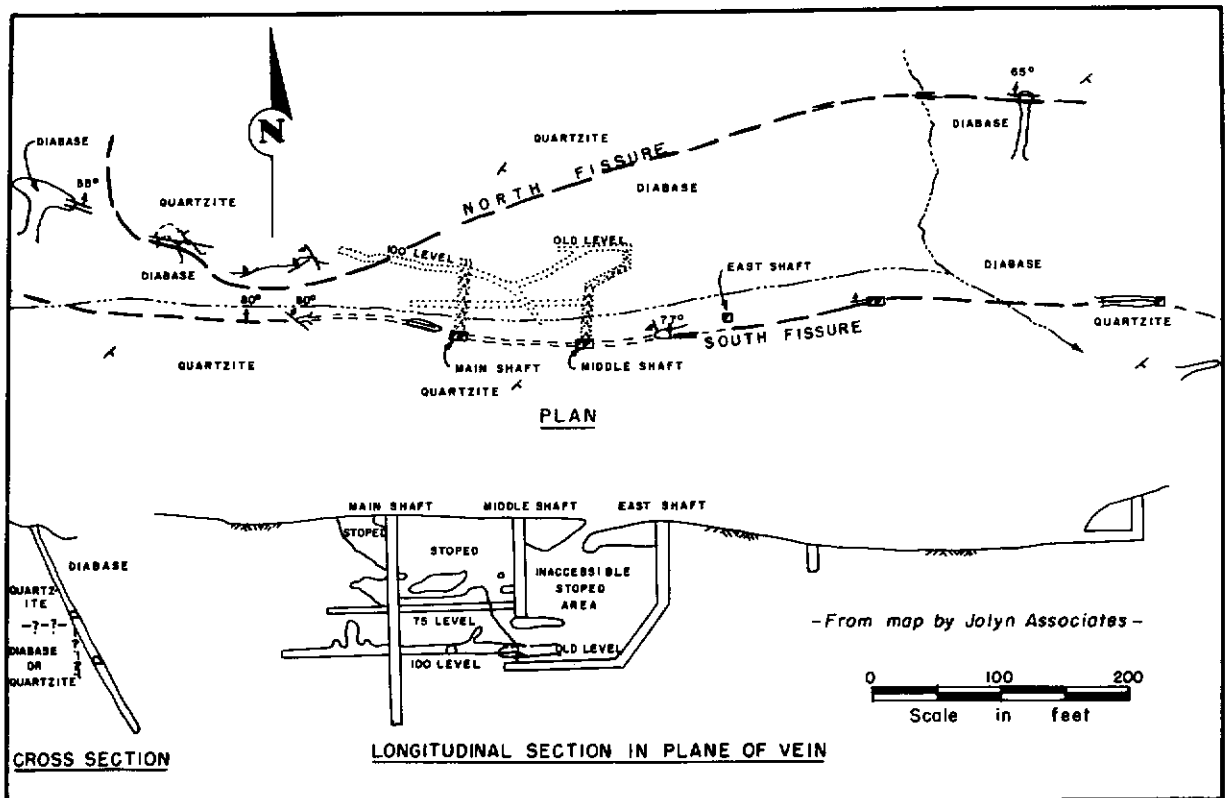 65°
DIABASE
QUARTZITE
DIABASE
N
NORTH FISSURE
DIABASE
QUARTZITE
OLD LEVEL
100 LEVEL
DIABASE
EAST SHAFT
DIABASE
80°
80°
77°
SOUTH FISSURE
QUARTZITE
MAIN SHAFT
MIDDLE SHAFT
QUARTZITE
QUARTZITE
PLAN
MAIN SHAFT
MIDDLE SHAFT
EAST SHAFT
STOPED
STOPED
DIABASE
INACCESSIBLE
STOPED
AREA
QUARTZ-
ITE
-?-?-
DIABASE
OR
QUARTZITE
75 LEVEL
100 LEVEL
OLD LEVEL
-From map by Jolyn Associates-
0 100 200
Scale in feet
CROSS SECTION
LONGITUDINAL SECTION IN PLANE OF VEIN